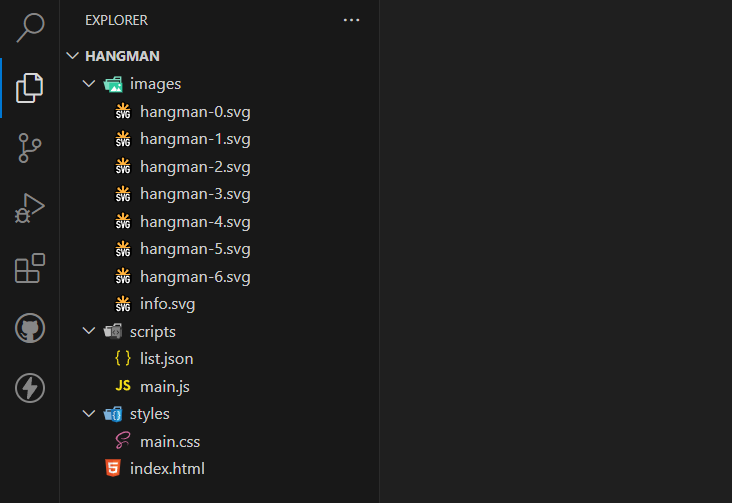 EXPLORER
HANGMAN
images
SVG hangman-0.svg
SVG hangman-1.svg
SVG hangman-2.svg
SVG hangman-3.svg
SVG hangman-4.svg
SVG hangman-5.svg
SVG hangman-6.svg
SVG info.svg
scripts
{ } list.json
JS main.js
styles
main.css
5 index.html